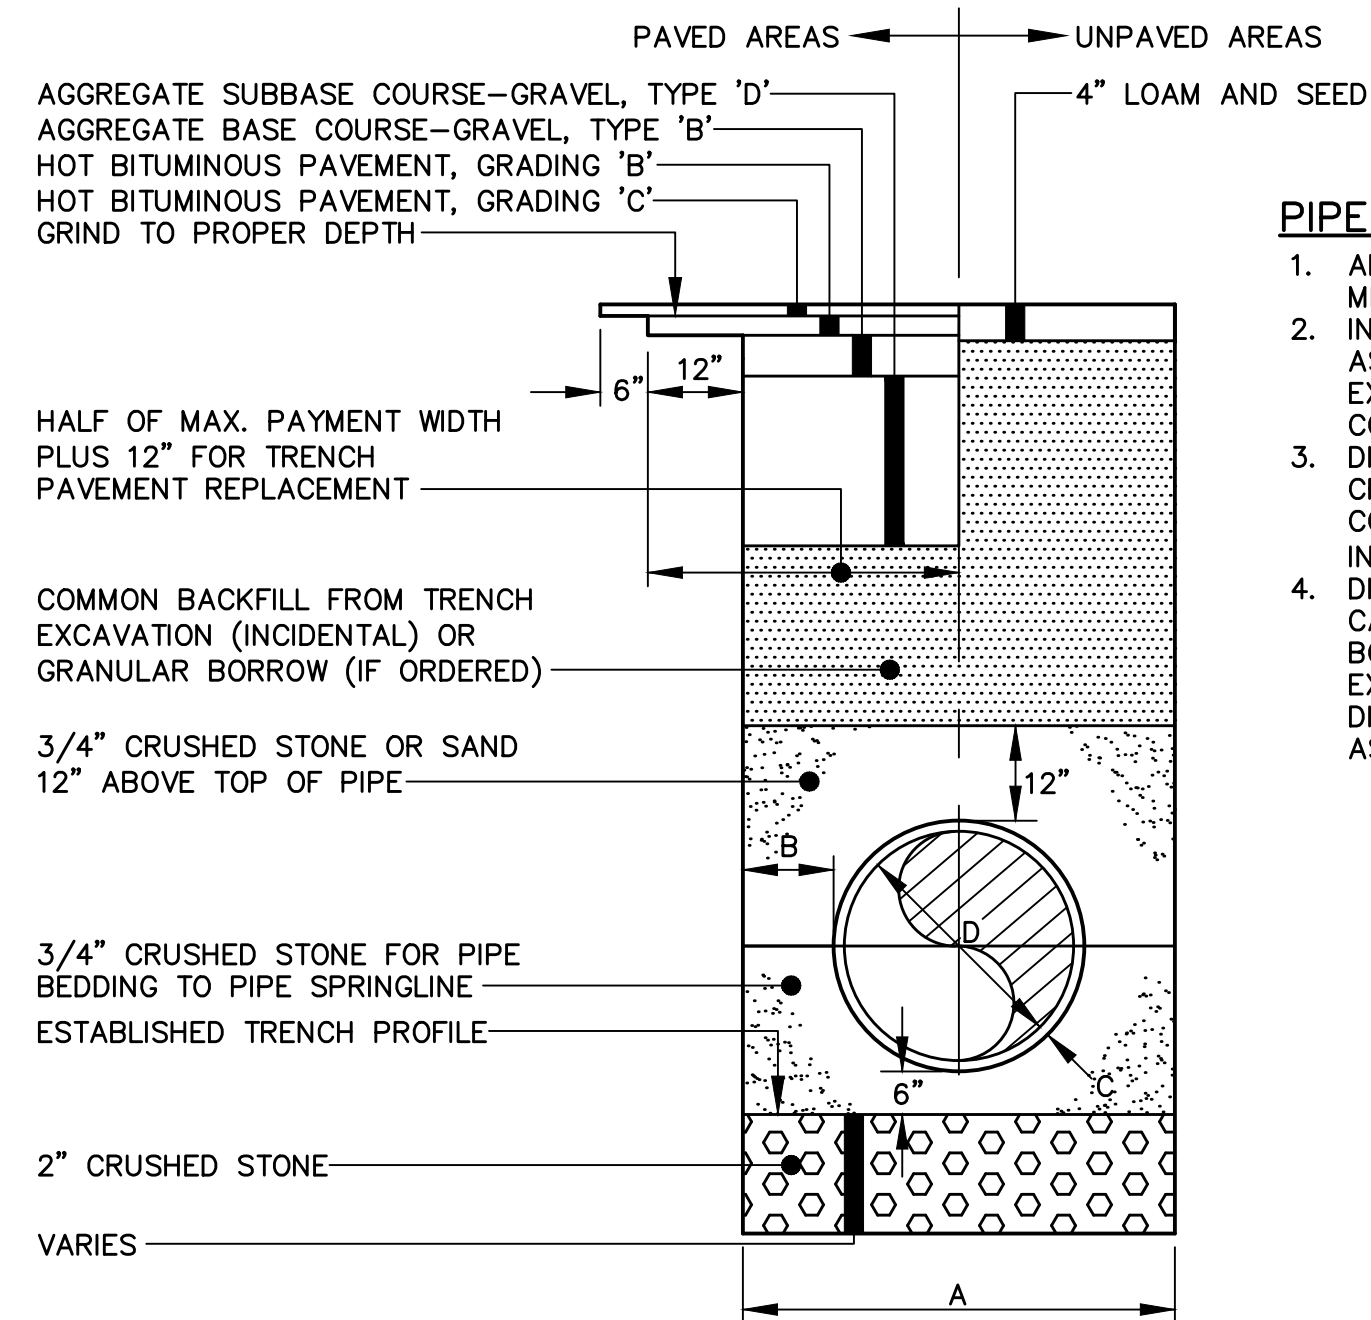 PAVED AREAS
UNPAVED AREAS
AGGREGATE SUBBASE COURSE-GRAVEL, TYPE 'D'
4" LOAM AND SEED
AGGREGATE BASE COURSE-GRAVEL, TYPE 'B'
HOT BITUMINOUS PAVEMENT, GRADING 'B'
HOT BITUMINOUS PAVEMENT, GRADING 'C'
GRIND TO PROPER DEPTH
6"
12"
HALF OF MAX. PAYMENT WIDTH
PLUS 12" FOR TRENCH
PAVEMENT REPLACEMENT
COMMON BACKFILL FROM TRENCH
EXCAVATION (INCIDENTAL) OR
GRANULAR BORROW (IF ORDERED)
3/4" CRUSHED STONE OR SAND
12" ABOVE TOP OF PIPE
12"
B
D
3/4" CRUSHED STONE FOR PIPE
BEDDING TO PIPE SPRINGLINE
ESTABLISHED TRENCH PROFILE
6"
C
2" CRUSHED STONE
VARIES
A
PIPE
1.
2. IN
3.
4.